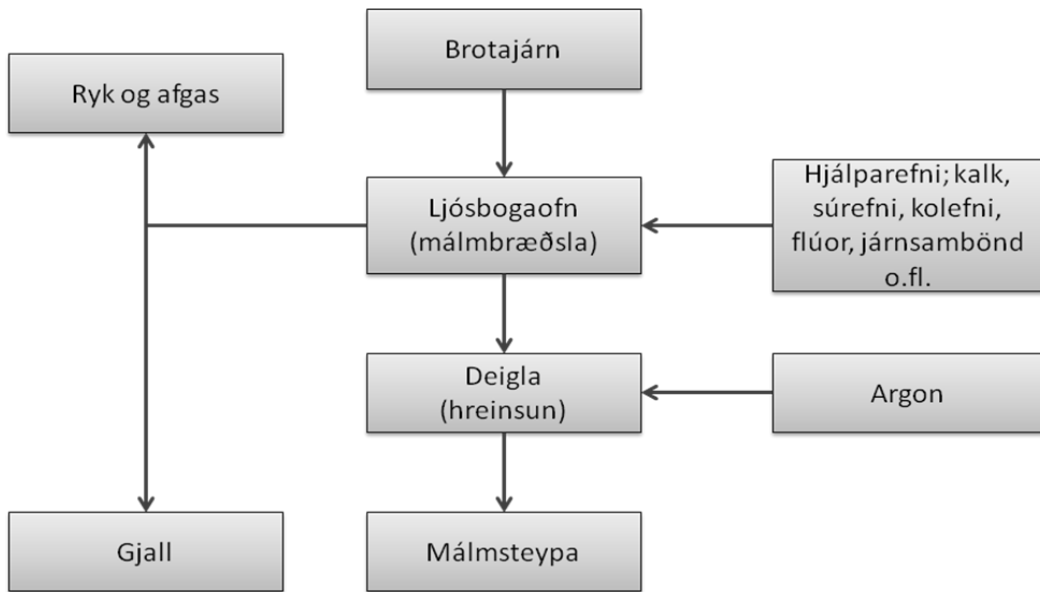 Brotajárn
Ryk og afgas
Ljósbogaofn
(málmbræðsla)
Hjálparefni; kalk,
súrefni, kolefni,
flúor, járnsambönd
o.fl.
Deigla
(hreinsun)
Argon
Gjall
Málmsteypa